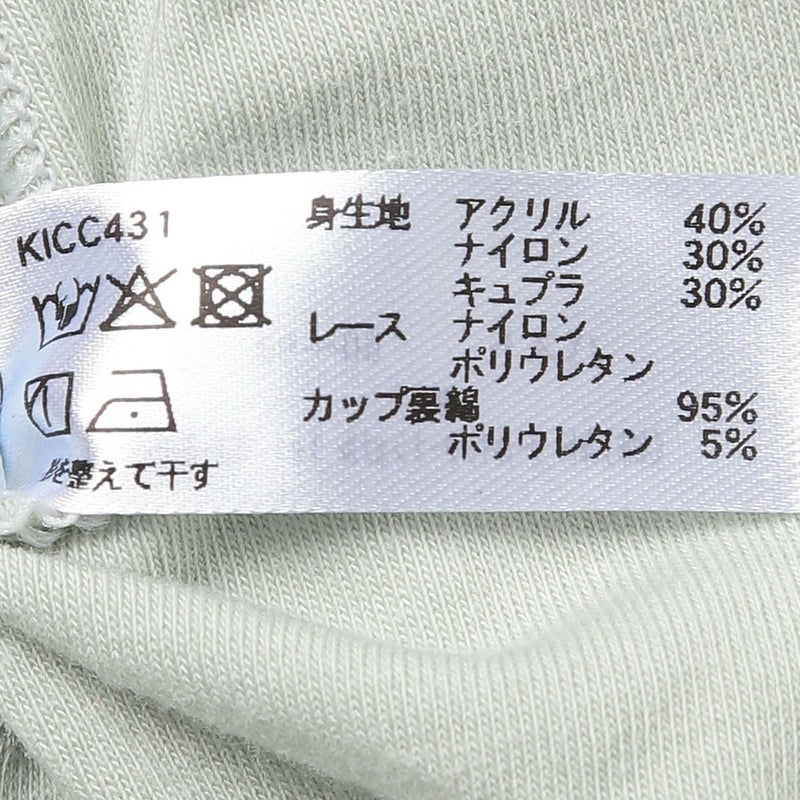 KICC431
身生地 アクリル 40%
ナイロン 30%
キュプラ 30%
レース ナイロン
ポリウレタン
カップ裏綿 95%
ポリウレタン 5%
を整えて干す